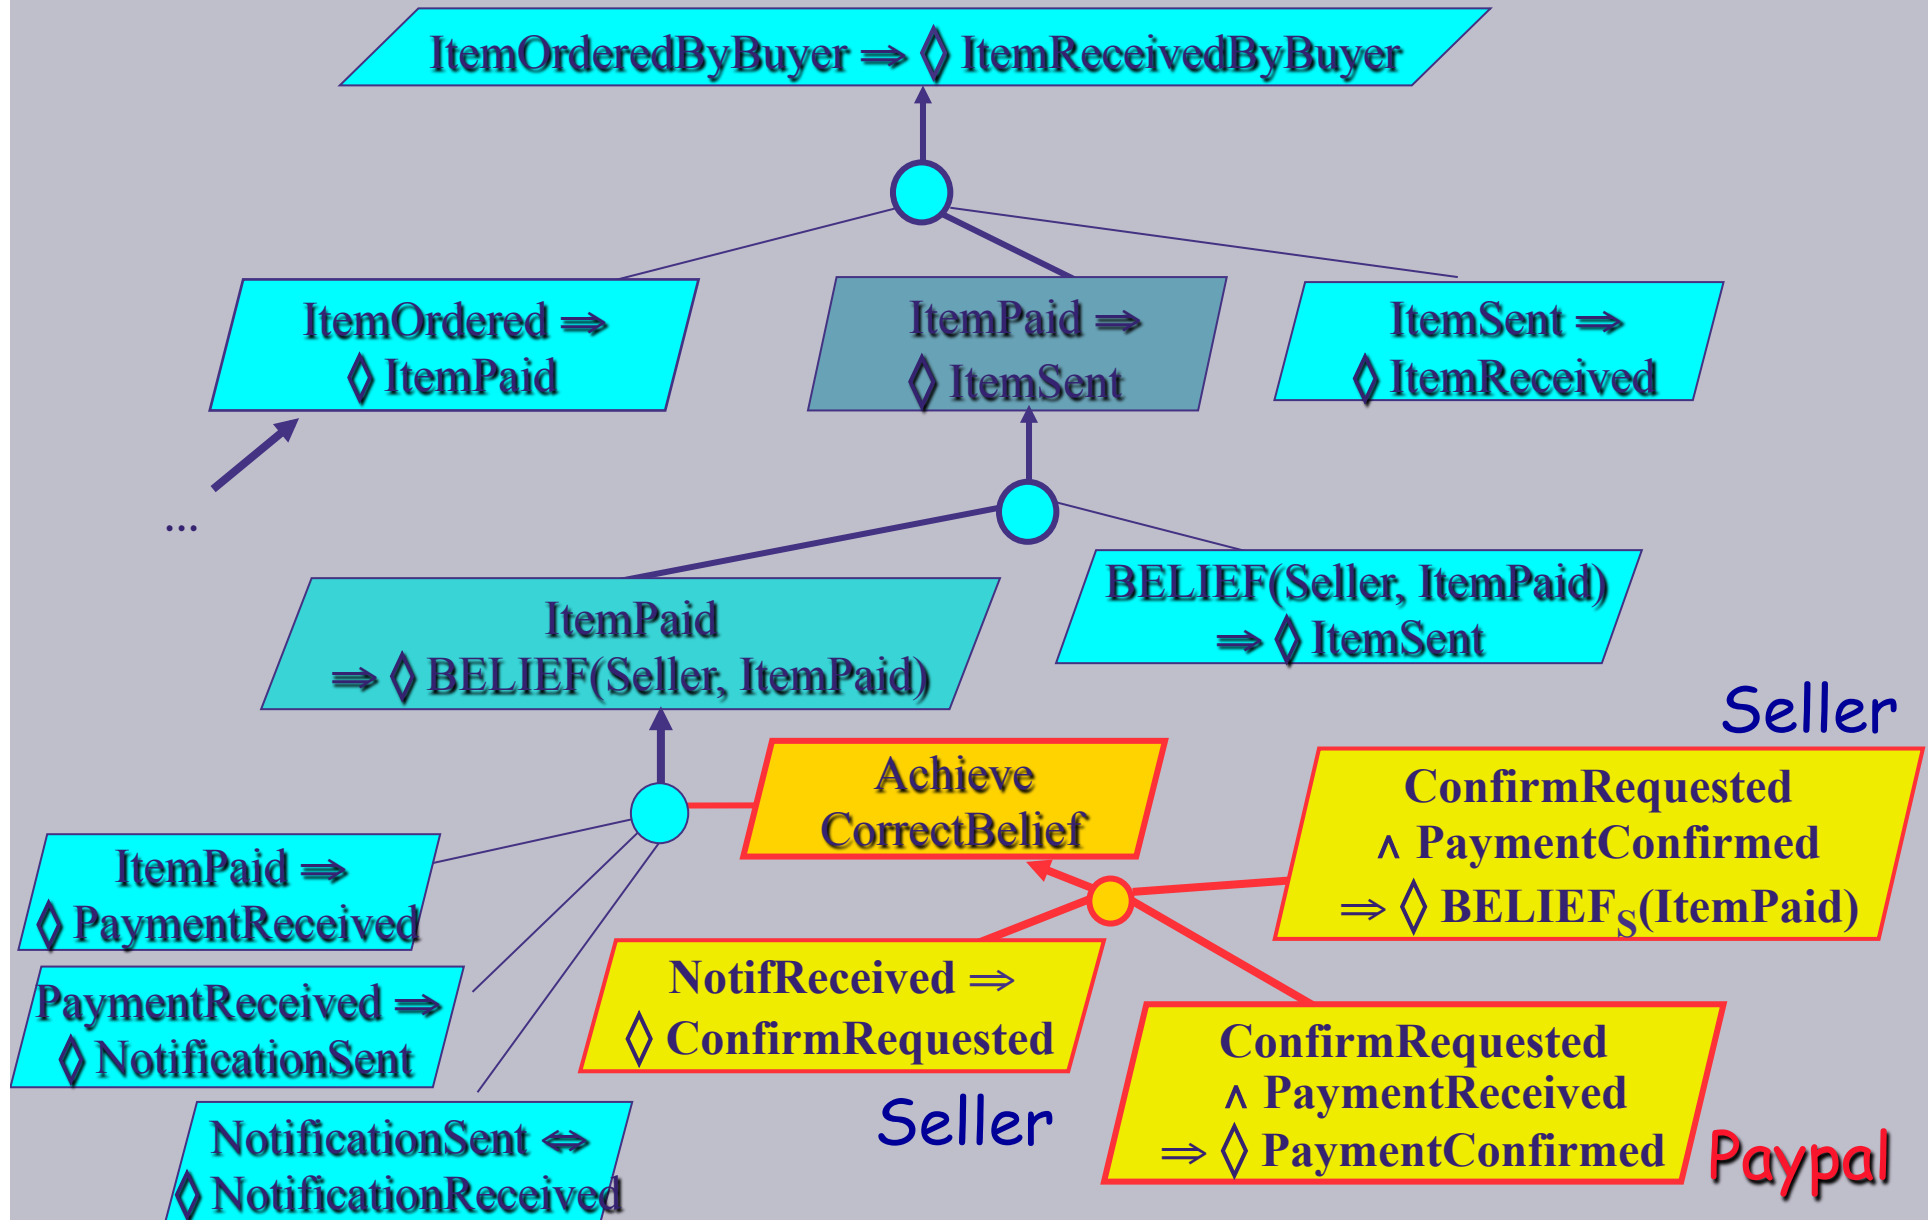 ItemOrderedByBuyer ⇒ ◊ ItemReceivedByBuyer
ItemOrdered ⇒
◊ ItemPaid
ItemPaid ⇒
◊ ItemSent
ItemSent ⇒
◊ ItemReceived
...
ItemPaid
⇒ ◊ BELIEF(Seller, ItemPaid)
BELIEF(Seller, ItemPaid)
⇒ ◊ ItemSent
Seller
Achieve
CorrectBelief
ConfirmRequested
∧ PaymentConfirmed
⇒ ◊ BELIEF_S(ItemPaid)
ItemPaid ⇒
◊ PaymentReceived
PaymentReceived ⇒
◊ NotificationSent
NotificationSent ⇔
◊ NotificationReceived
NotifReceived ⇒
◊ ConfirmRequested
Seller
ConfirmRequested
∧ PaymentReceived
⇒ ◊ PaymentConfirmed
Paypal